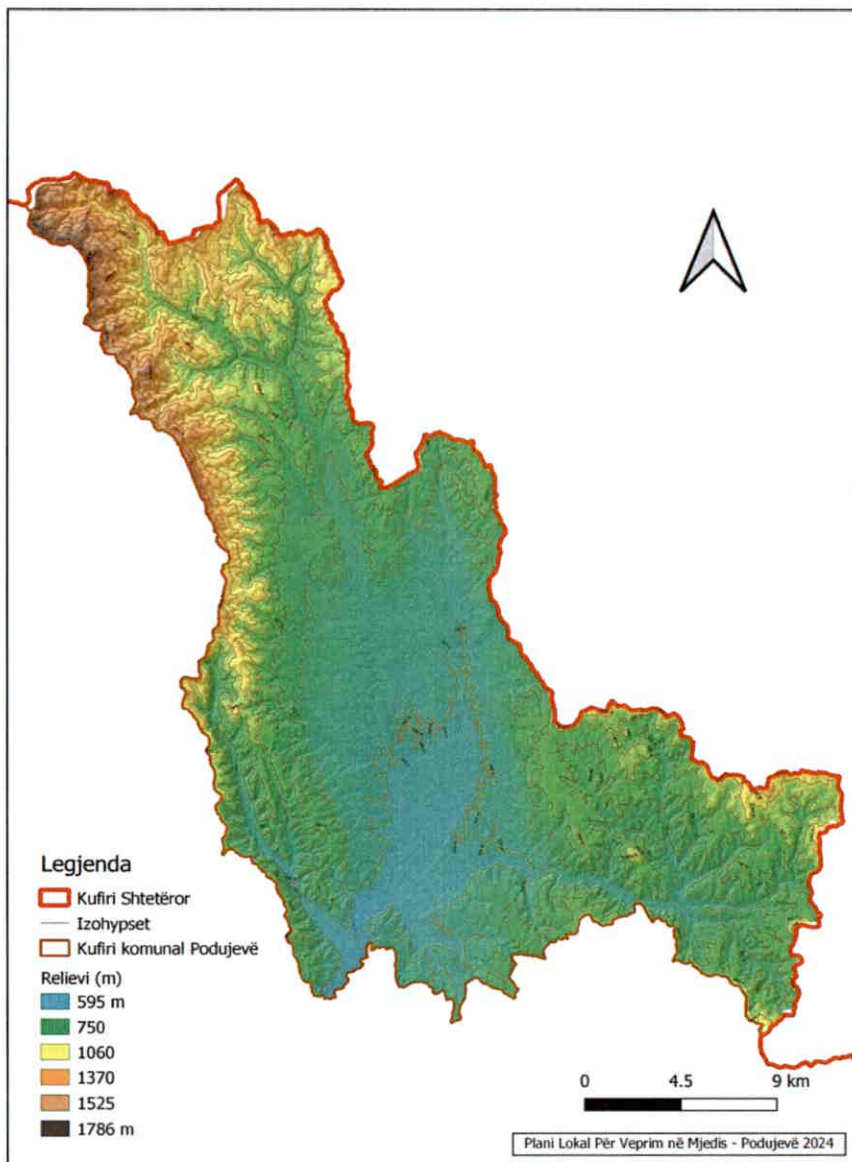 Legjenda
Kufiri Shtetëror
Izohypset
Kufiri komunal Podujevë
Relievi (m)
595 m
750
1060
1370
1525
1786 m
0 4.5 9 km
Plani Lokal Për Veprim në Mjedis - Podujevë 2024